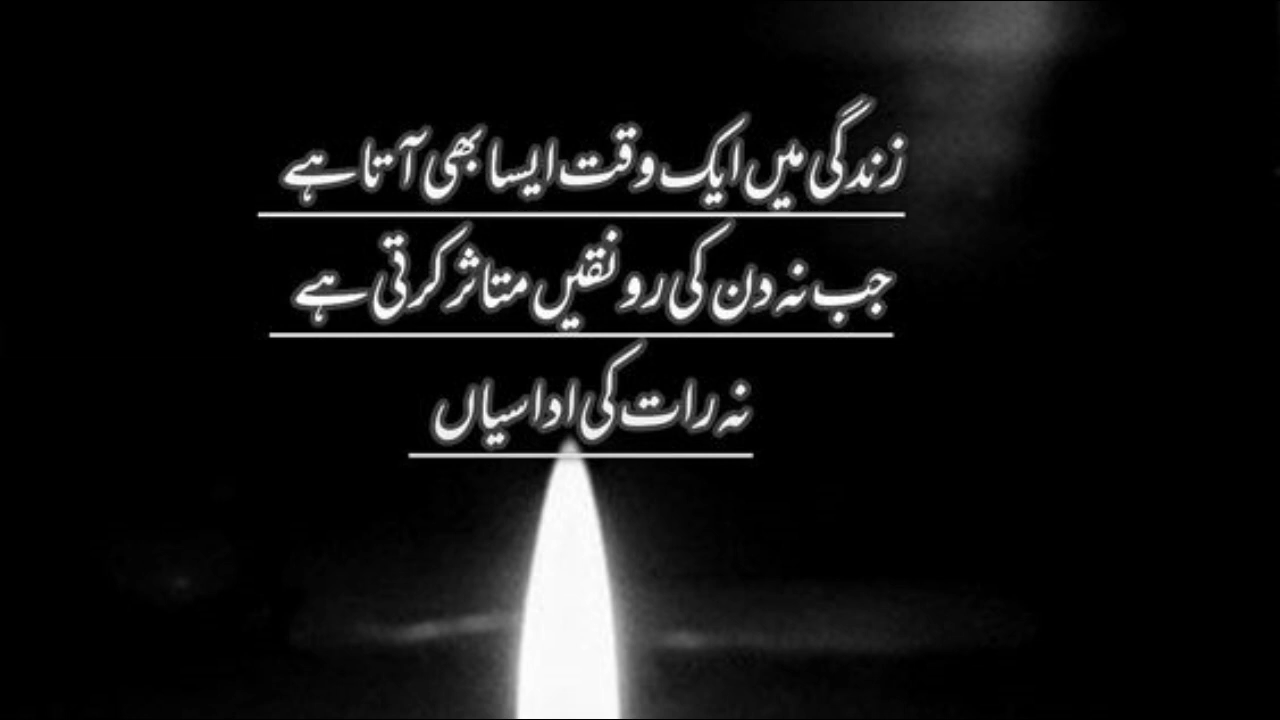 زندگی میں ایک وقت ایسا بھی آتا ہے
جب نہ دن کی رونقیں متاثر کرتی ہے
نہ رات کی اداسیاں